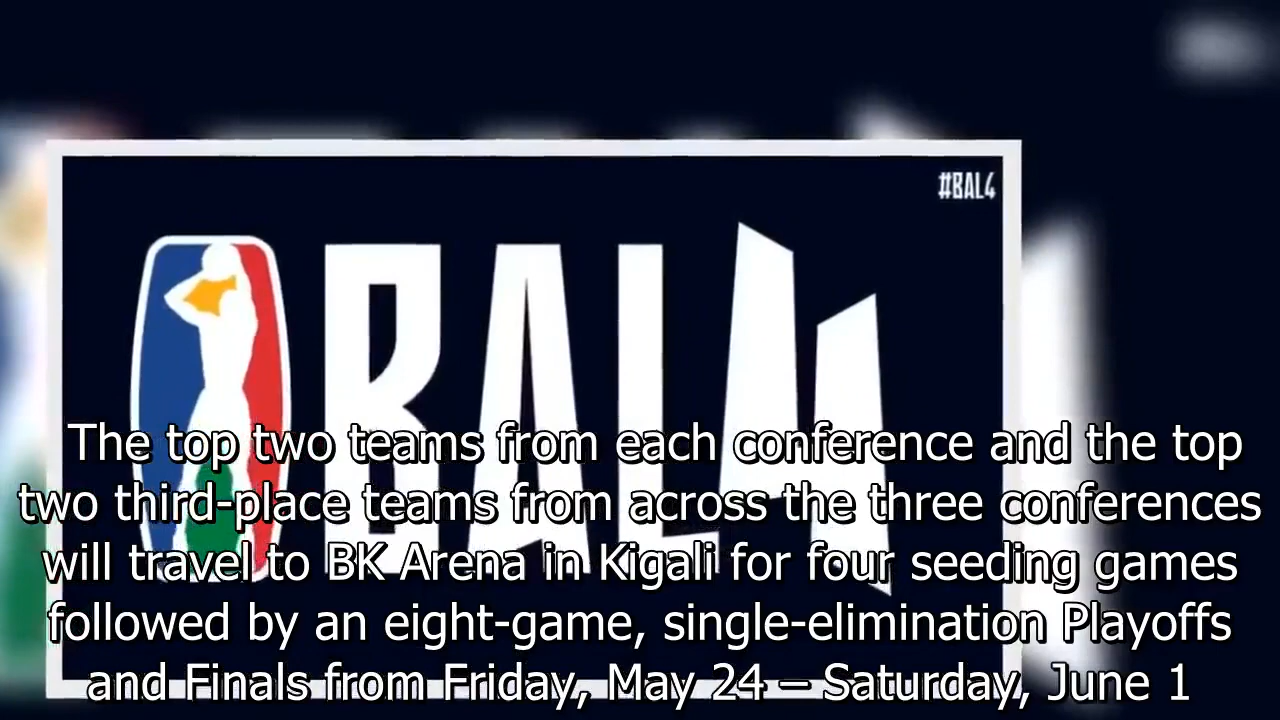 #BAL4
BAL4
The top two teams from each conference and the top
two third-place teams from across the three conferences
will travel to BK Arena in Kigali for four seeding games
followed by an eight-game, single-elimination Playoffs
and Finals from Friday, May 24 – Saturday, June 1